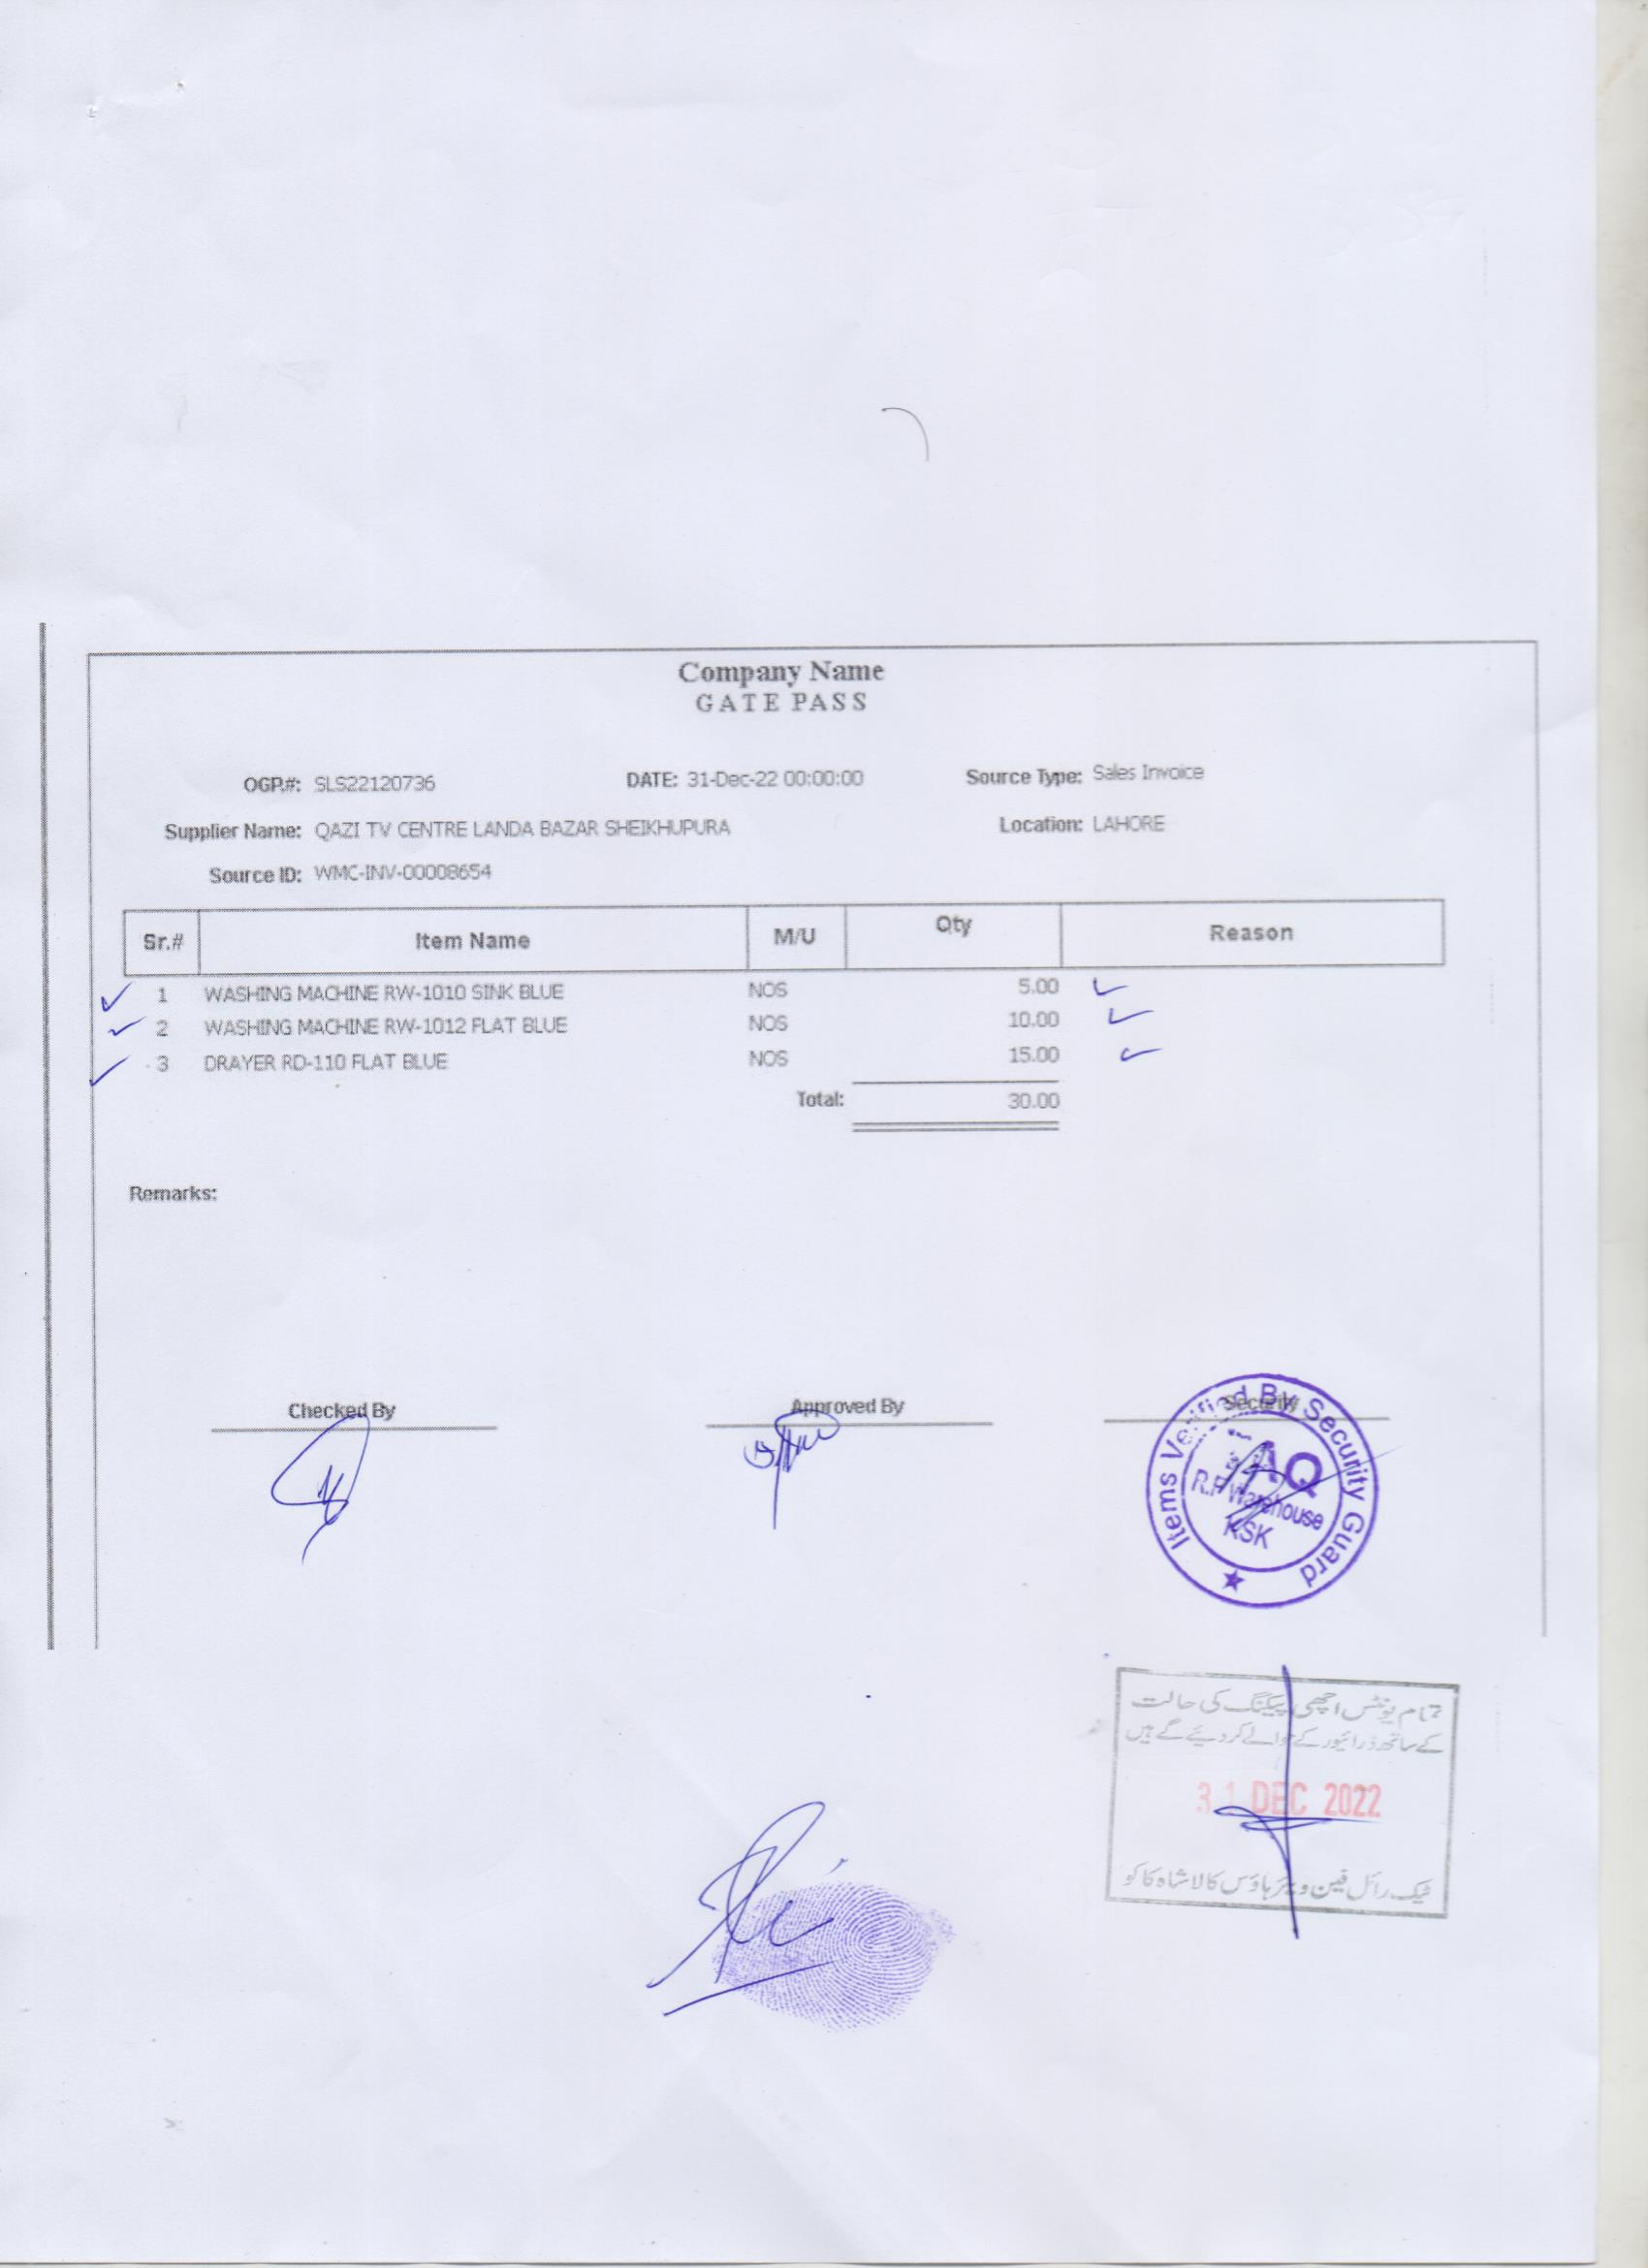 Company Name
GATE PASS
OGP.#: SLS22120736 DATE: 31-Dec-22 00:00:00 Source Type: Sales Invoice
Supplier Name: QAZI TV CENTRE LANDA BAZAR SHEIKHUPURA Location: LAHORE
Source ID: WMC-INV-00008654
Sr.# Item Name M/U Qty Reason
1 WASHING MACHINE RW-1010 SINK BLUE NOS 5.00
2 WASHING MACHINE RW-1012 FLAT BLUE NOS 10.00
3 DRAYER RD-110 FLAT BLUE NOS 15.00
Total: 30.00
Remarks:
Checked By Approved By Security
Items Verified By Security Guard
R.F Warehouse
KSK
تمام یونٹس اچھی پیکنگ کی حالت
کے ساتھ ڈرائیور کے حوالے کر دیئے گے ہیں
31 DEC 2022
ٹیک رائل فین ویئر ہاؤس کالا شاہ کاکو